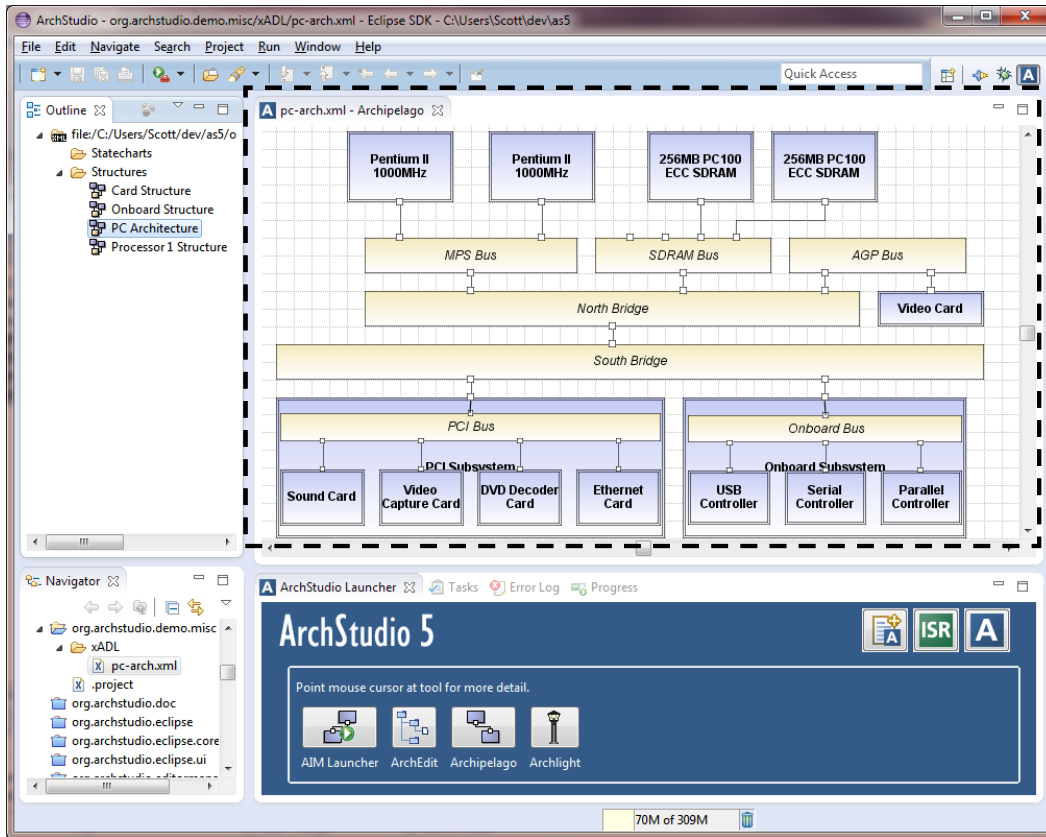 ArchStudio - org.archstudio.demo.misc/xADL/pc-arch.xml - Eclipse SDK - C:\Users\Scott\dev\as5
File Edit Navigate Search Project Run Window Help
Quick Access
A
Outline
file:/C:/Users/Scott/dev/as5/o
Statecharts
Structures
Card Structure
Onboard Structure
PC Architecture
Processor1 Structure
A pc-arch.xml - Archipelago
Pentium II
1000MHz
Pentium II
1000MHz
256MB PC100
ECC SDRAM
256MB PC100
ECC SDRAM
MPS Bus
SDRAM Bus
AGP Bus
North Bridge
Video Card
South Bridge
PCI Bus
Onboard Bus
PCI Subsystem
Onboard Subsystem
Sound Card
Video
Capture Card
DVD Decoder
Card
Ethernet
Card
USB
Controller
Serial
Controller
Parallel
Controller
Navigator
org.archstudio.demo.misc
xADL
pc-arch.xml
.project
org.archstudio.doc
org.archstudio.eclipse
org.archstudio.eclipse.core
org.archstudio.eclipse.ui
A ArchStudio Launcher Tasks Error Log Progress
ArchStudio 5
A ISR A
Point mouse cursor at tool for more detail.
AIM Launcher ArchEdit Archipelago Archlight
70M of 309M